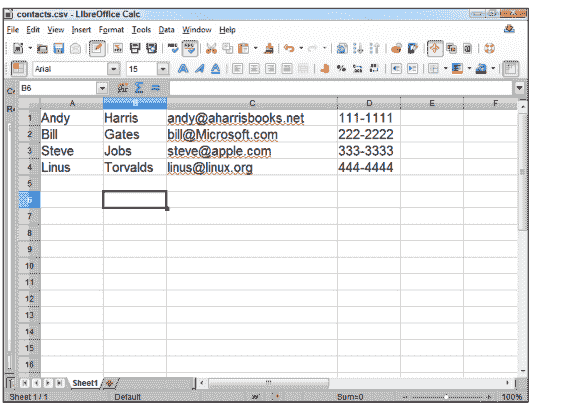 contacts.csv - LibreOffice Calc
File Edit View Insert Format Tools Data Window Help
Arial 15
B6
A B C D E F
1 Andy Harris andy@aharrisbooks.net 111-1111
2 Bill Gates bill@Microsoft.com 222-2222
3 Steve Jobs steve@apple.com 333-3333
4 Linus Torvalds linus@linux.org 444-4444
5
6
7
8
9
10
11
12
13
14
15
16
Sheet1
Sheet 1 / 1 Default Sum=0 100%